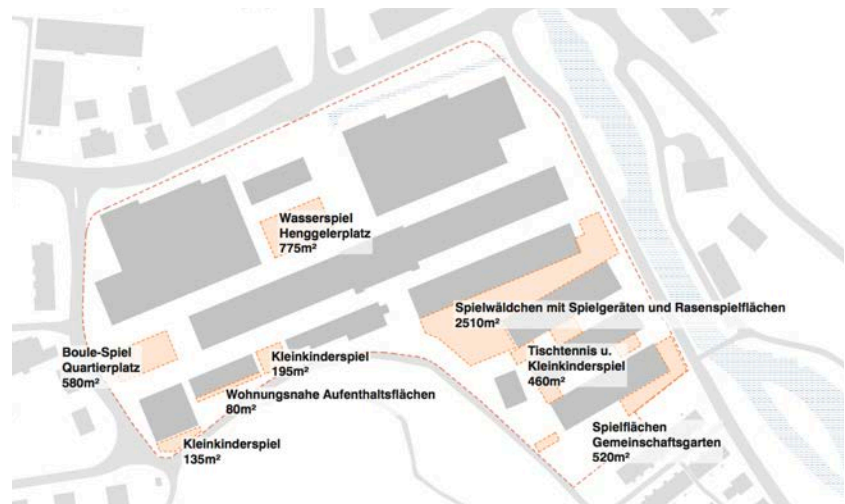 Wasserspiel
Henggelerplatz
775m²
Spielwäldchen mit Spielgeräten und Rasenspielflächen
2510m²
Boule-Spiel
Quartierplatz
580m²
Kleinkinderspiel
195m²
Tischtennis u.
Kleinkinderspiel
460m²
Wohnungsnahe Aufenthaltsflächen
80m²
Kleinkinderspiel
135m²
Spielflächen
Gemeinschaftsgarten
520m²